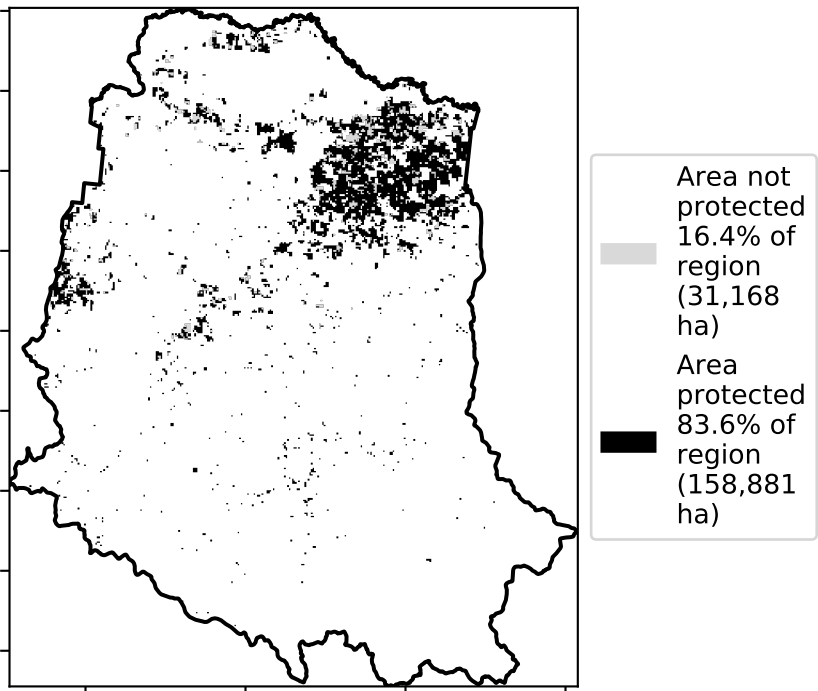 Area not
protected
16.4% of
region
(31,168
ha)
Area
protected
83.6% of
region
(158,881
ha)